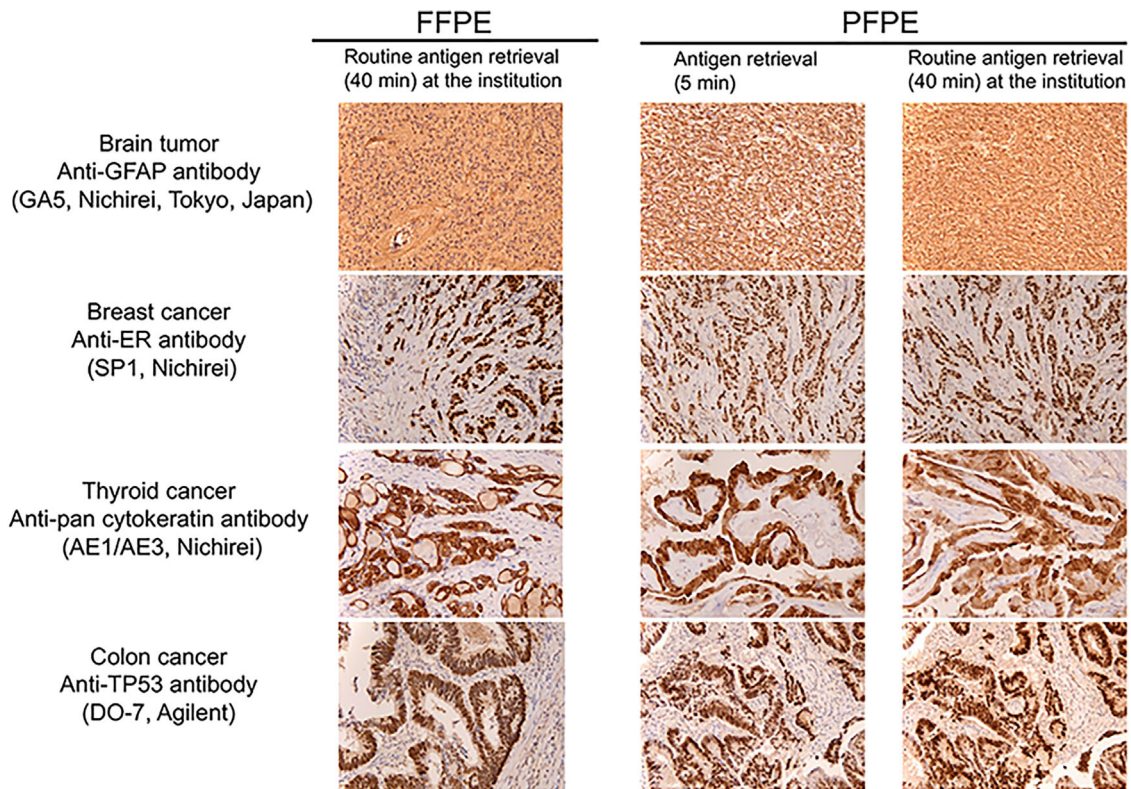 FFPE
PFPE
Routine antigen retrieval
(40 min) at the institution
Antigen retrieval
(5 min)
Routine antigen retrieval
(40 min) at the institution
Brain tumor
Anti-GFAP antibody
(GA5, Nichirei, Tokyo, Japan)
Breast cancer
Anti-ER antibody
(SP1, Nichirei)
Thyroid cancer
Anti-pan cytokeratin antibody
(AE1/AE3, Nichirei)
Colon cancer
Anti-TP53 antibody
(DO-7, Agilent)